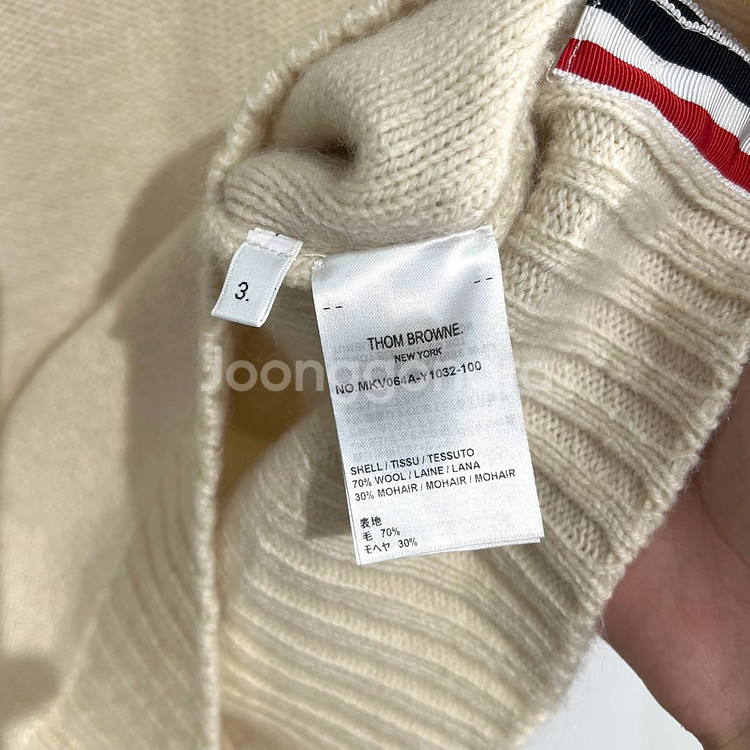 3.
THOM BROWNE.
NEW YORK
NO.MKV064A-Y1032-100
SHELL / TISSU / TESSUTO
70% WOOL / LAINE / LANA
30% MOHAIR / MOHAIR / MOHAIR
表地
毛 70%
モヘヤ 30%
Joonggonara